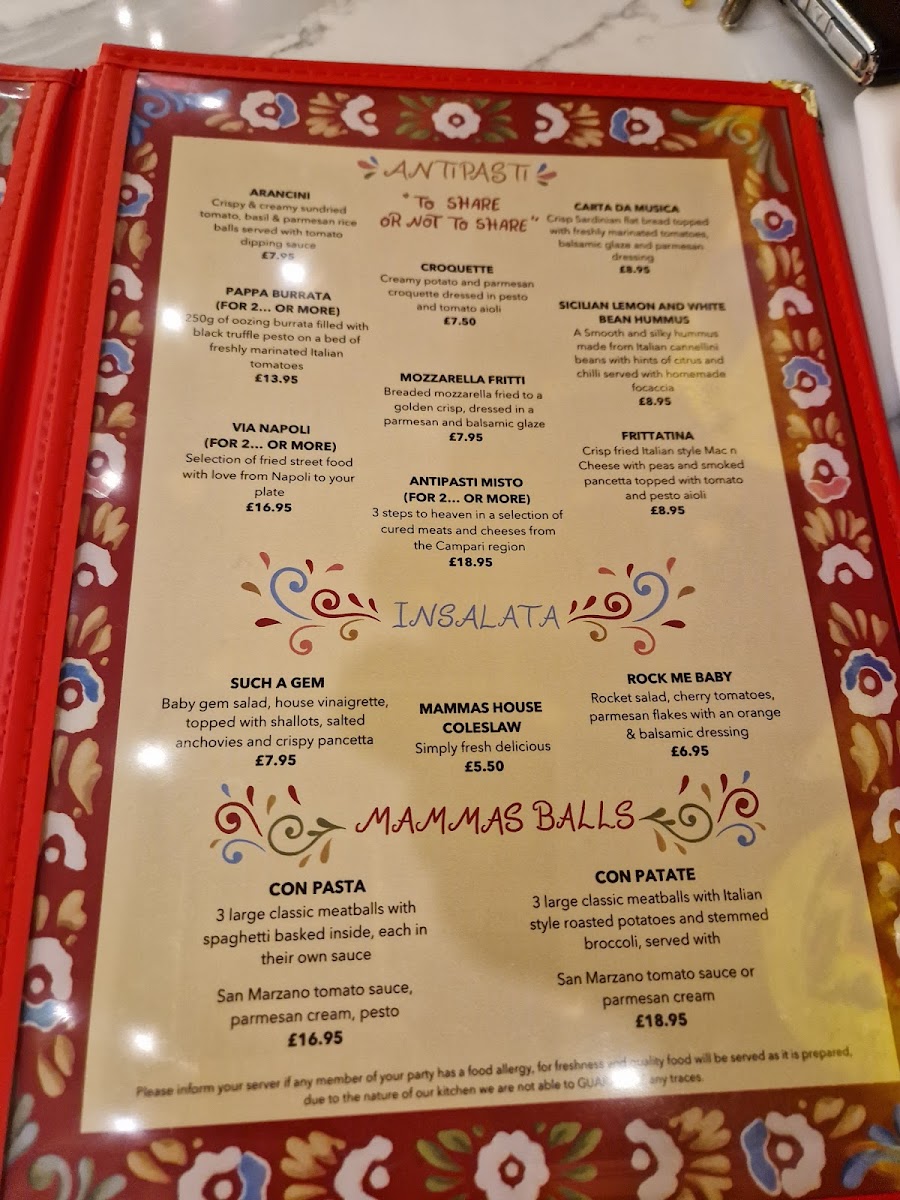 ANTIPASTI
"TO SHARE
OR NOT TO SHARE"
ARANCINI
Crispy & creamy sundried
tomato, basil & parmesan rice
balls served with tomato
dipping sauce
£7.95
PAPPA BURRATA
(FOR 2... OR MORE)
250g of oozing burrata filled with
black truffle pesto on a bed of
freshly marinated Italian
tomatoes
£13.95
VIA NAPOLI
(FOR 2... OR MORE)
Selection of fried street food
with love from Napoli to your
plate
£16.95
CROQUETTE
Creamy potato and parmesan
croquette dressed in pesto
and tomato aioli
£7.50
MOZZARELLA FRITTI
Breaded mozzarella fried to a
golden crisp, dressed in a
parmesan and balsamic glaze
£7.95
ANTIPASTI MISTO
(FOR 2... OR MORE)
3 steps to heaven in a selection of
cured meats and cheeses from
the Campari region
£18.95
CARTA DA MUSICA
Crisp Sardinian flat bread topped
with freshly marinated tomatoes,
balsamic glaze and parmesan
dressing
£8.95
SICILIAN LEMON AND WHITE
BEAN HUMMUS
A Smooth and silky hummus
made from Italian cannellini
beans with hints of citrus and
chilli served with homemade
focaccia
£8.95
FRITTATINA
Crisp fried Italian style Mac n
Cheese with peas and smoked
pancetta topped with tomato
and pesto aioli
£8.95
INSALATA
SUCH A GEM
Baby gem salad, house vinaigrette,
topped with shallots, salted
anchovies and crispy pancetta
£7.95
MAMMAS HOUSE
COLESLAW
Simply fresh delicious
£5.50
ROCK ME BABY
Rocket salad, cherry tomatoes,
parmesan flakes with an orange
& balsamic dressing
£6.95
MAMMAS BALLS
CON PASTA
3 large classic meatballs with
spaghetti basked inside, each in
their own sauce
San Marzano tomato sauce,
parmesan cream, pesto
£16.95
CON PATATE
3 large classic meatballs with Italian
style roasted potatoes and stemmed
broccoli, served with
San Marzano tomato sauce or
parmesan cream
£18.95
Please inform your server if any member of your party has a food allergy, for freshness and quality food will be served as it is prepared,
due to the nature of our kitchen we are not able to any traces.